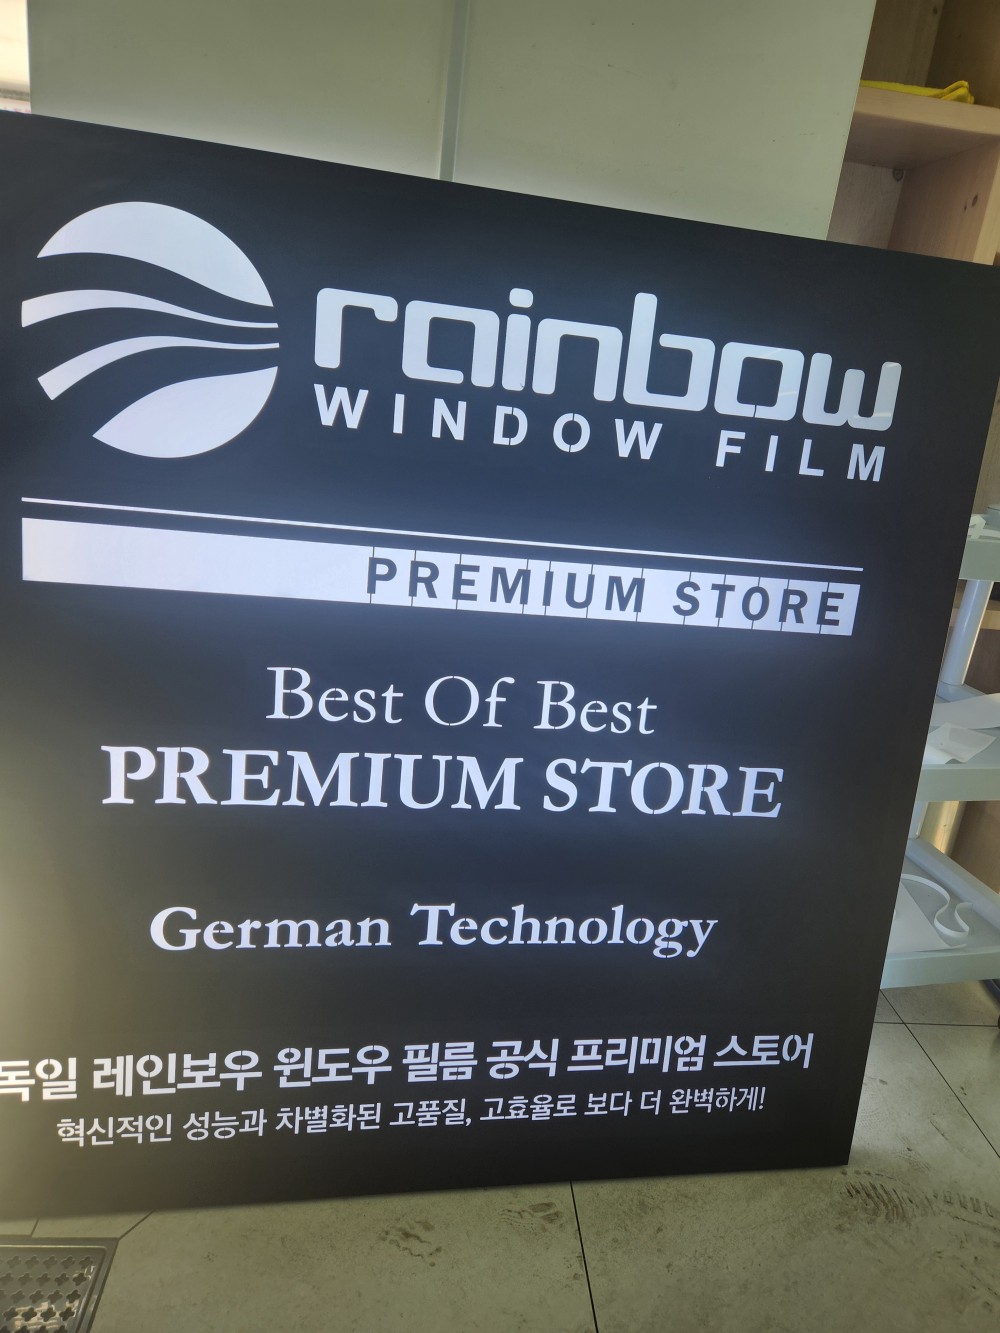 rainbow
WINDOW FILM
PREMIUM STORE
Best Of Best
PREMIUM STORE
German Technology
독일 레인보우 윈도우 필름 공식 프리미엄 스토어
혁신적인 성능과 차별화된 고품질, 고효율로 보다 더 완벽하게!